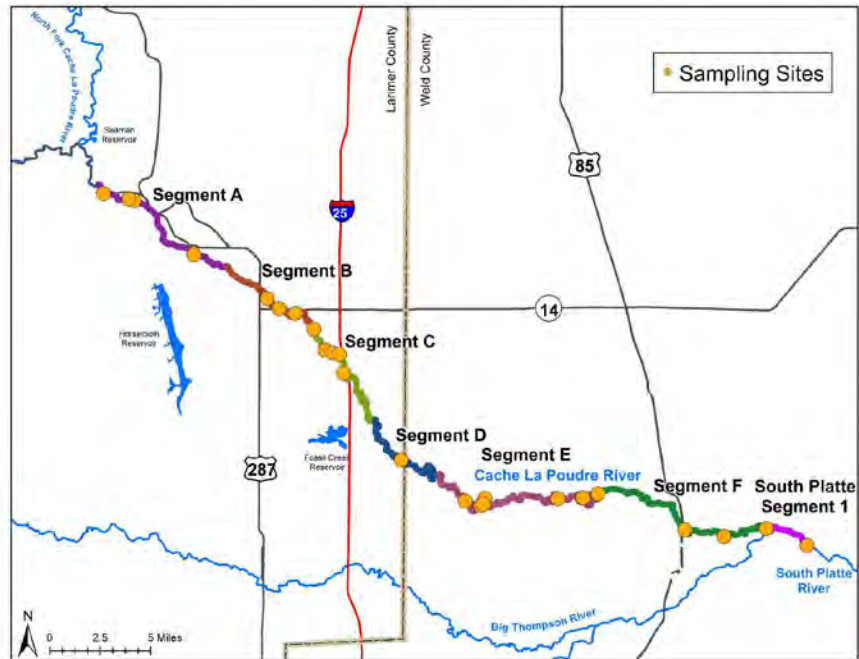 North Fork Cache La Poudre River
Seaman
Reservoir
Larimer County
Weld County
Sampling Sites
85
Segment A
25
Segment B
14
Horsetooth
Reservoir
Segment C
Segment D
Fossil Creek
Reservoir
287
Segment E
Cache La Poudre River
Segment F
South Platte
Segment 1
South Platte
River
Big Thompson River
N
0 2.5 5 Miles